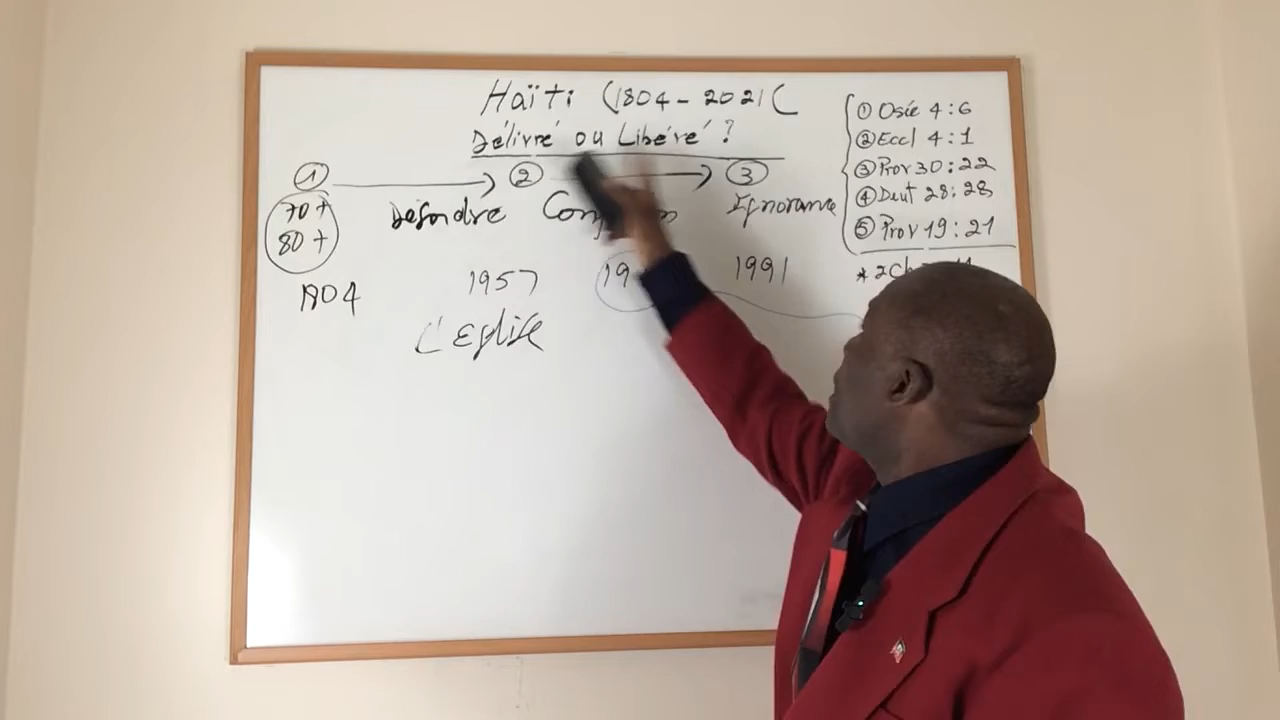 Haïti (1804 - 2021(
Délivré ou Libéré ?
① → ② → ③
70 +
80 +
Ignorance
1804 1957 1991
L'Eglise
① Osée 4 : 6
② Eccl 4 : 1
③ Prov 30 : 22
④ Deut 28 : 28
⑤ Prov 19 : 21